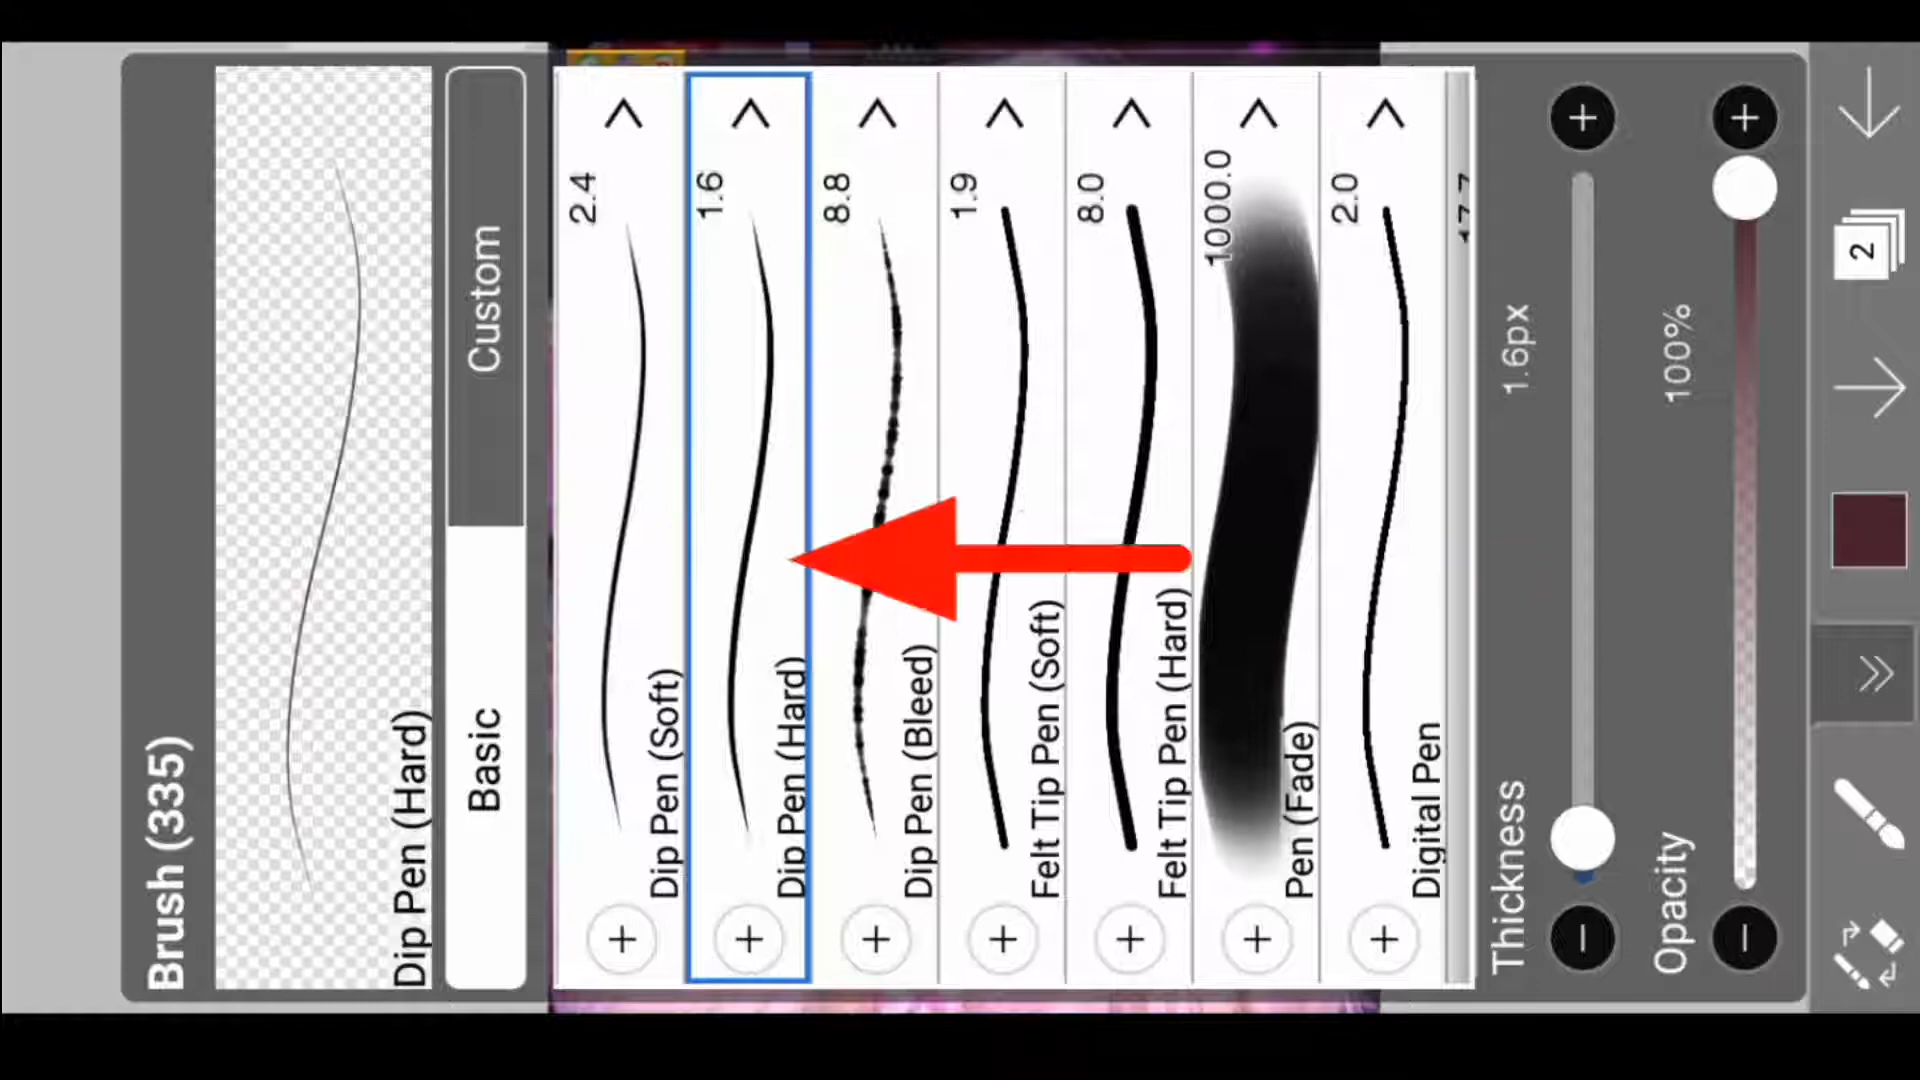 Brush (335)
Dip Pen (Hard)
Basic
Custom
2.4
Dip Pen (Soft)
1.6
Dip Pen (Hard)
8.8
Dip Pen (Bleed)
1.9
Felt Tip Pen (Soft)
8.0
Felt Tip Pen (Hard)
1000.0
Pen (Fade)
2.0
Digital Pen
Thickness
1.6px
Opacity
100%
2